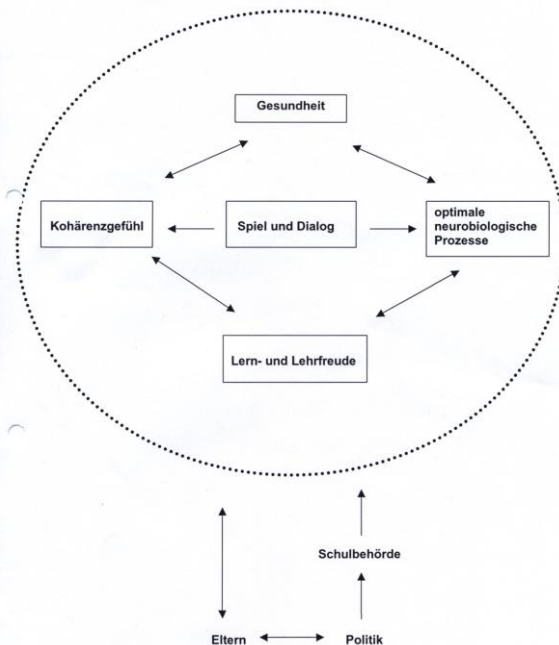 Gesundheit
Kohärenzgefühl
Spiel und Dialog
optimale
neurobiologische
Prozesse
Lern- und Lehrfreude
Schulbehörde
Eltern
Politik